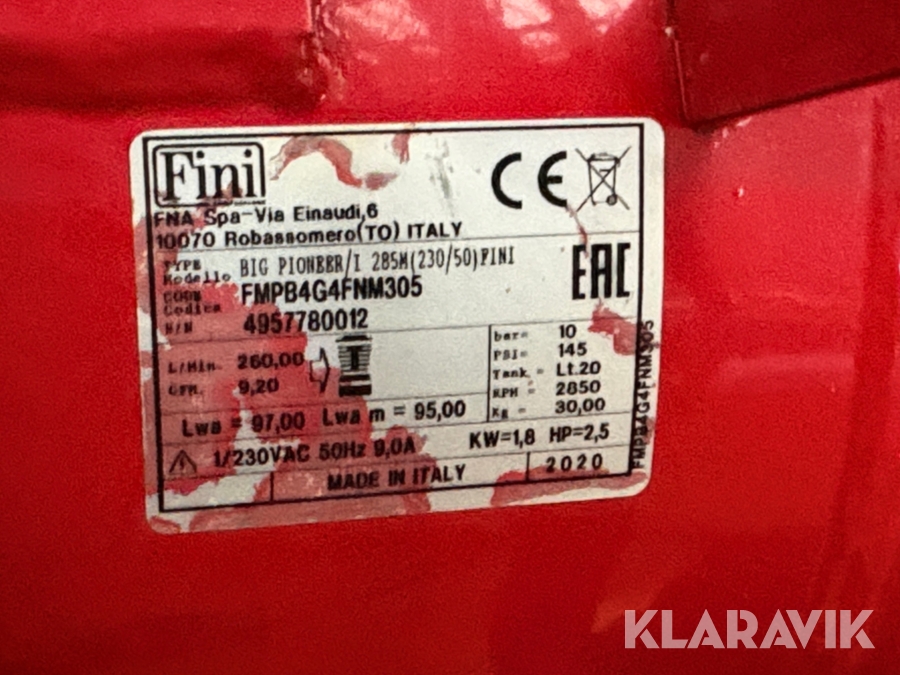 Fini
CE
FNA Spa-Via Einaudi,6
10070 Robassomero(TO) ITALY
TYPE
Modello
BIG PIONEER/I 285M(230/50)FINI
CODE
Codice
FMPB4G4FNM305
EAC
S/N 4957780012
L/Min. 260,00
CFM. 9,20
bar= 10
PSI= 145
Tank = Lt.20
RPM = 2850
Kg = 30,00
Lwa = 97,00 Lwa m = 95,00
1/230VAC 50Hz 9,0A KW=1,8 HP=2,5
MADE IN ITALY 2020
FMPB4G4FNM305
KLARAVIK